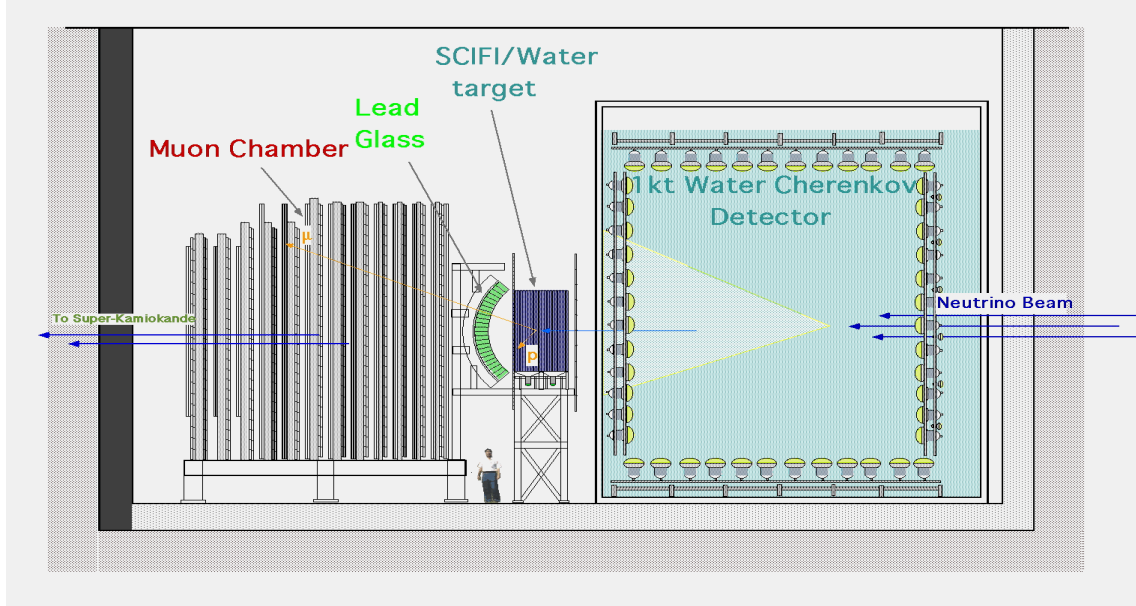 SCIFI/Water
target
Lead
Glass
Muon Chamber
1kt Water Cherenkov
Detector
μ
Neutrino Beam
To Super-Kamiokande
p